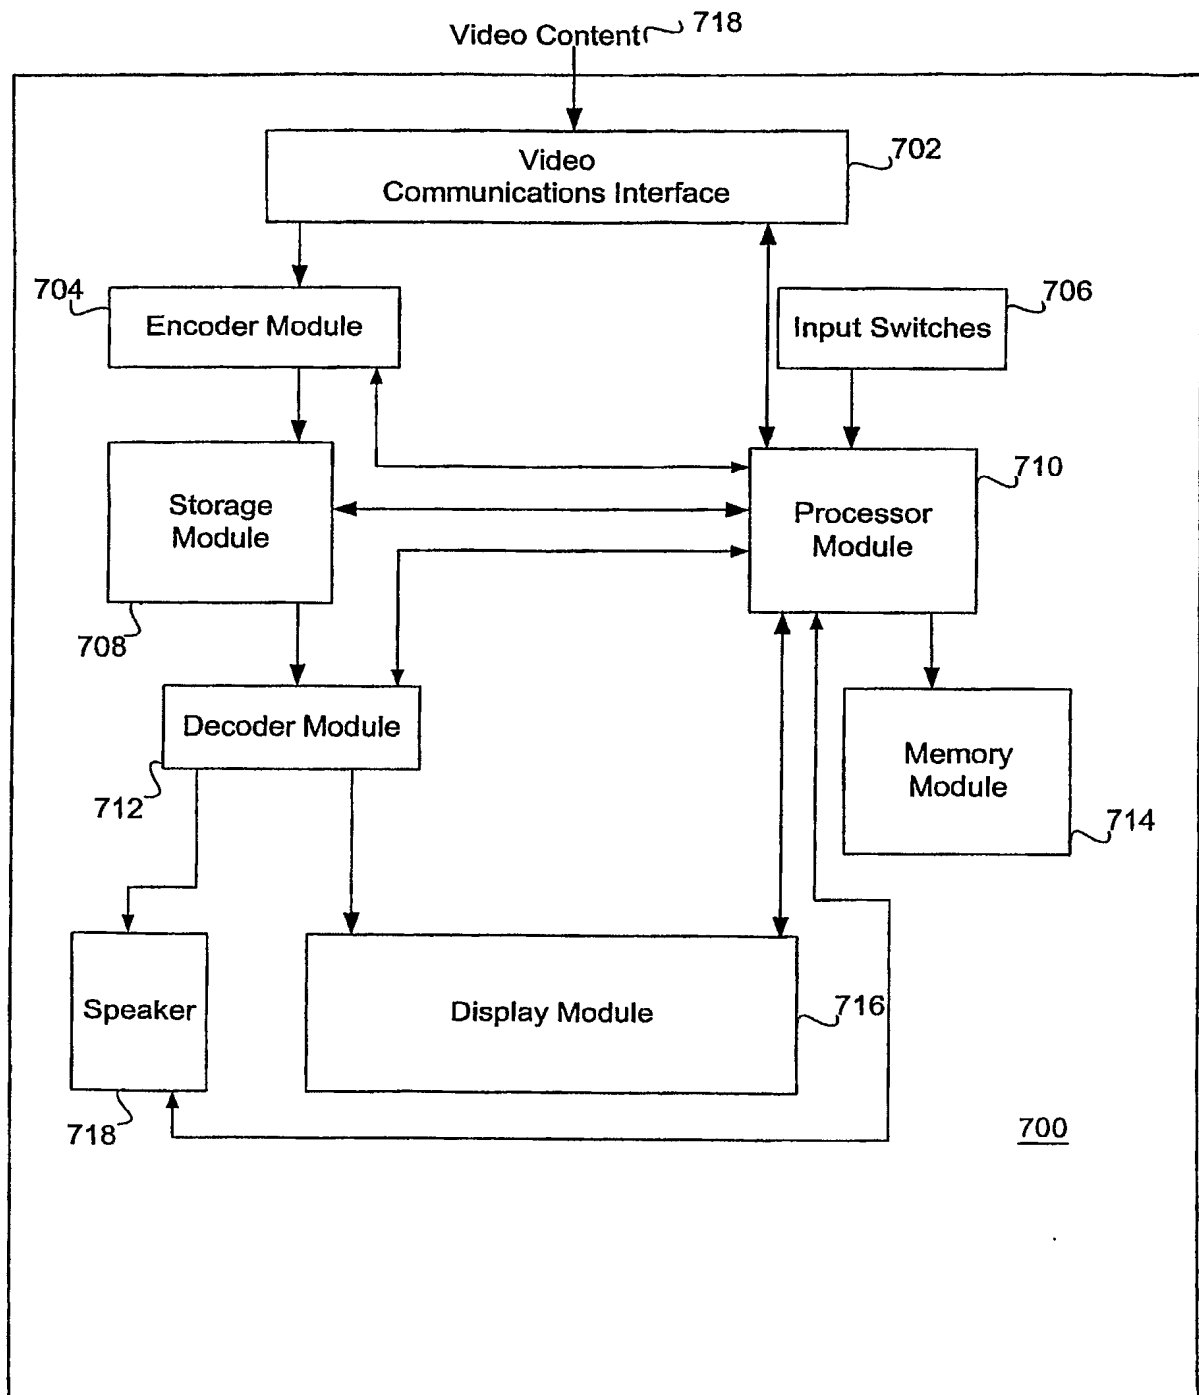 Video Content 718
Video
Communications Interface
702
704
Encoder Module
706
Input Switches
Storage
Module
708
710
Processor
Module
Decoder Module
712
Memory
Module
714
Speaker
718
Display Module
716
700